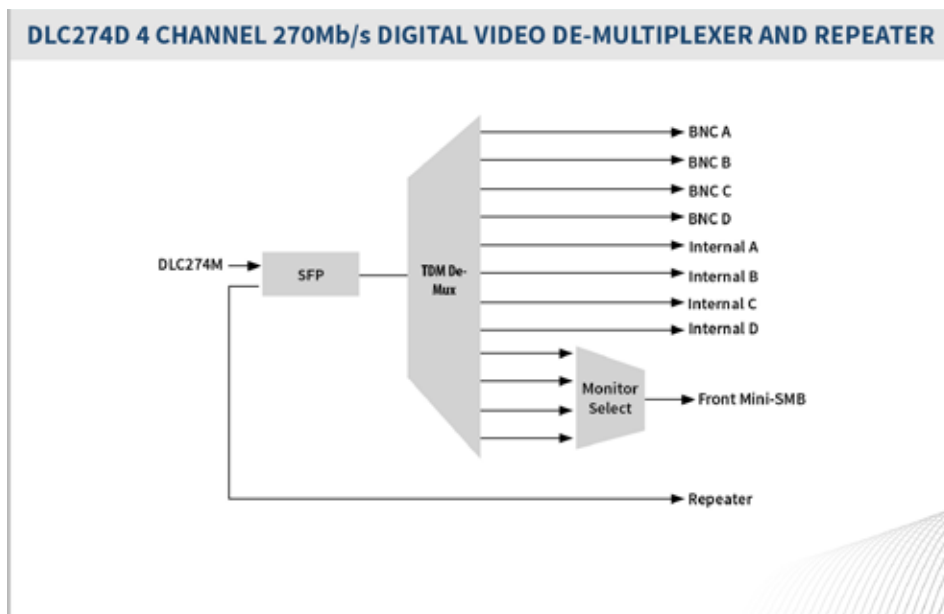 DLC274D 4 CHANNEL 270Mb/s DIGITAL VIDEO DE-MULTIPLEXER AND REPEATER
BNC A
BNC B
BNC C
BNC D
Internal A
DLC274M
SFP
TDM De-
Mux
Internal B
Internal C
Internal D
Monitor
Select
Front Mini-SMB
Repeater